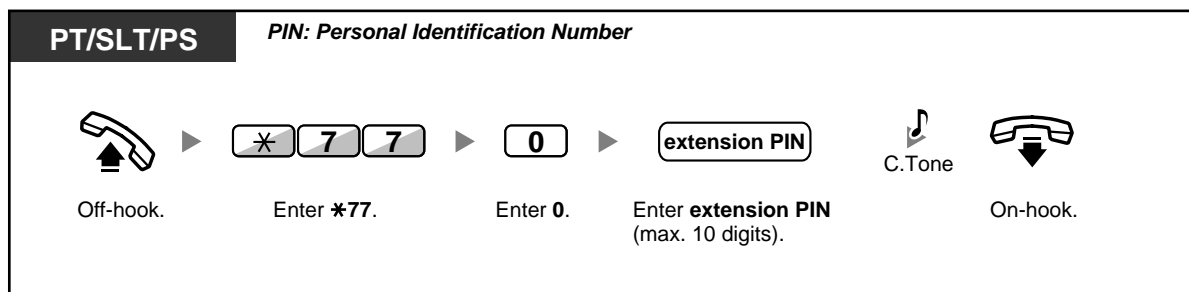 PT/SLT/PS
PIN: Personal Identification Number
✳ 7 7 0 extension PIN
C.Tone
Off-hook. Enter ✳77. Enter 0. Enter extension PIN On-hook.
(max. 10 digits).